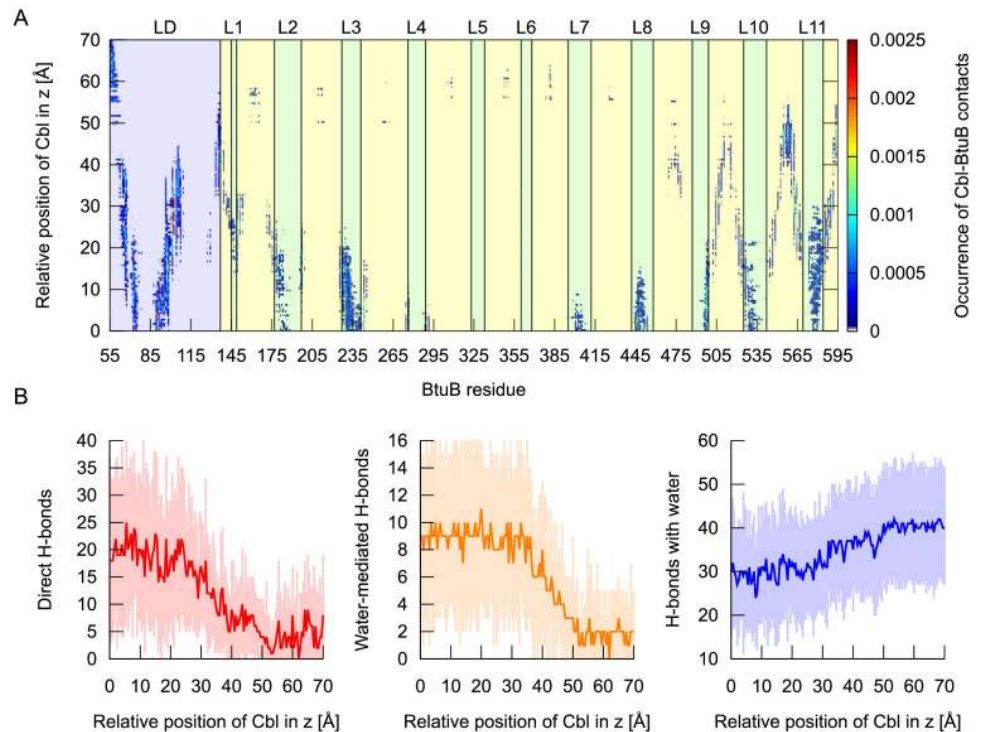 A
LD L1 L2 L3 L4 L5 L6 L7 L8 L9 L10 L11
Relative position of Cbl in z [Å]
70
60
50
40
30
20
10
0
55 85 115 145 175 205 235 265 295 325 355 385 415 445 475 505 535 565 595
BtuB residue
0.0025
0.002
0.0015
0.001
0.0005
0
Occurrence of Cbl-BtuB contacts
B
Direct H-bonds
40
35
30
25
20
15
10
5
0
0 10 20 30 40 50 60 70
Relative position of Cbl in z [Å]
Water-mediated H-bonds
16
14
12
10
8
6
4
2
0
0 10 20 30 40 50 60 70
Relative position of Cbl in z [Å]
H-bonds with water
60
50
40
30
20
10
0 10 20 30 40 50 60 70
Relative position of Cbl in z [Å]